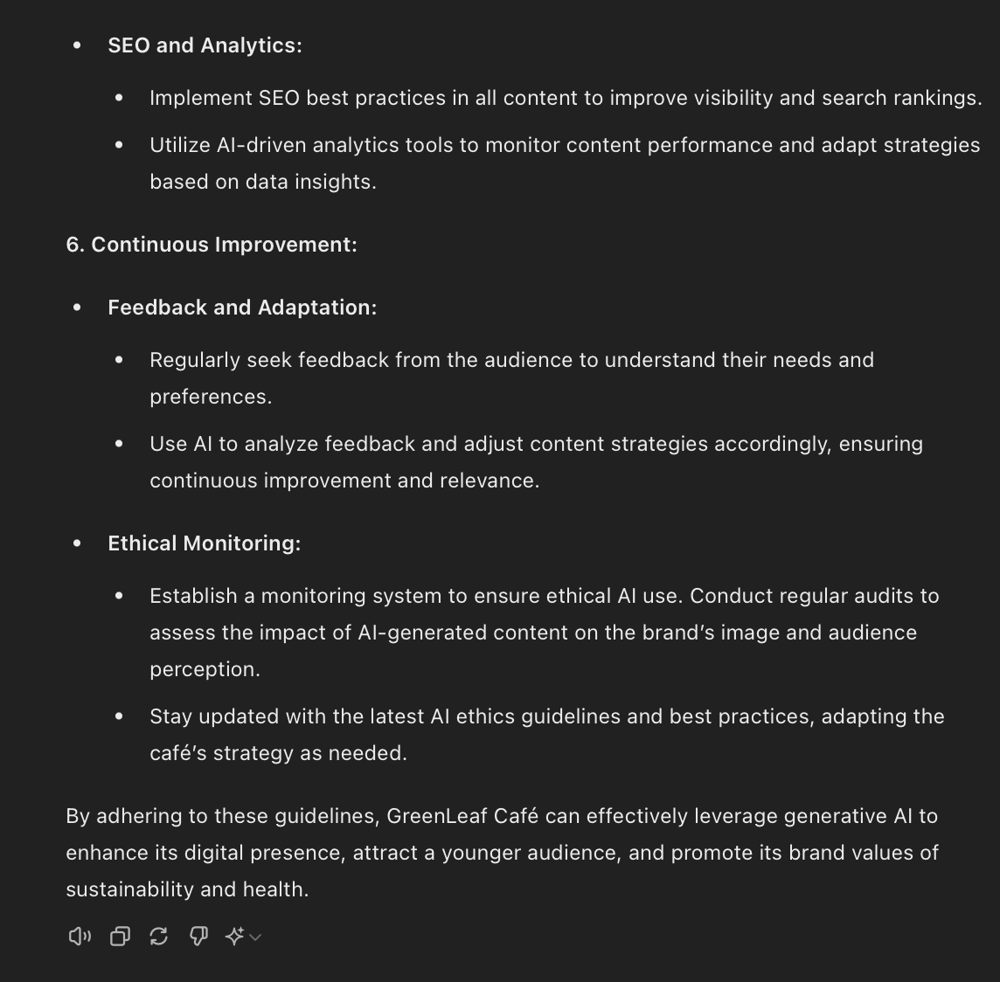 • SEO and Analytics:
• Implement SEO best practices in all content to improve visibility and search rankings.
• Utilize AI-driven analytics tools to monitor content performance and adapt strategies
based on data insights.
6. Continuous Improvement:
• Feedback and Adaptation:
• Regularly seek feedback from the audience to understand their needs and
preferences.
• Use AI to analyze feedback and adjust content strategies accordingly, ensuring
continuous improvement and relevance.
• Ethical Monitoring:
• Establish a monitoring system to ensure ethical AI use. Conduct regular audits to
assess the impact of AI-generated content on the brand’s image and audience
perception.
• Stay updated with the latest AI ethics guidelines and best practices, adapting the
café’s strategy as needed.
By adhering to these guidelines, GreenLeaf Café can effectively leverage generative AI to
enhance its digital presence, attract a younger audience, and promote its brand values of
sustainability and health.